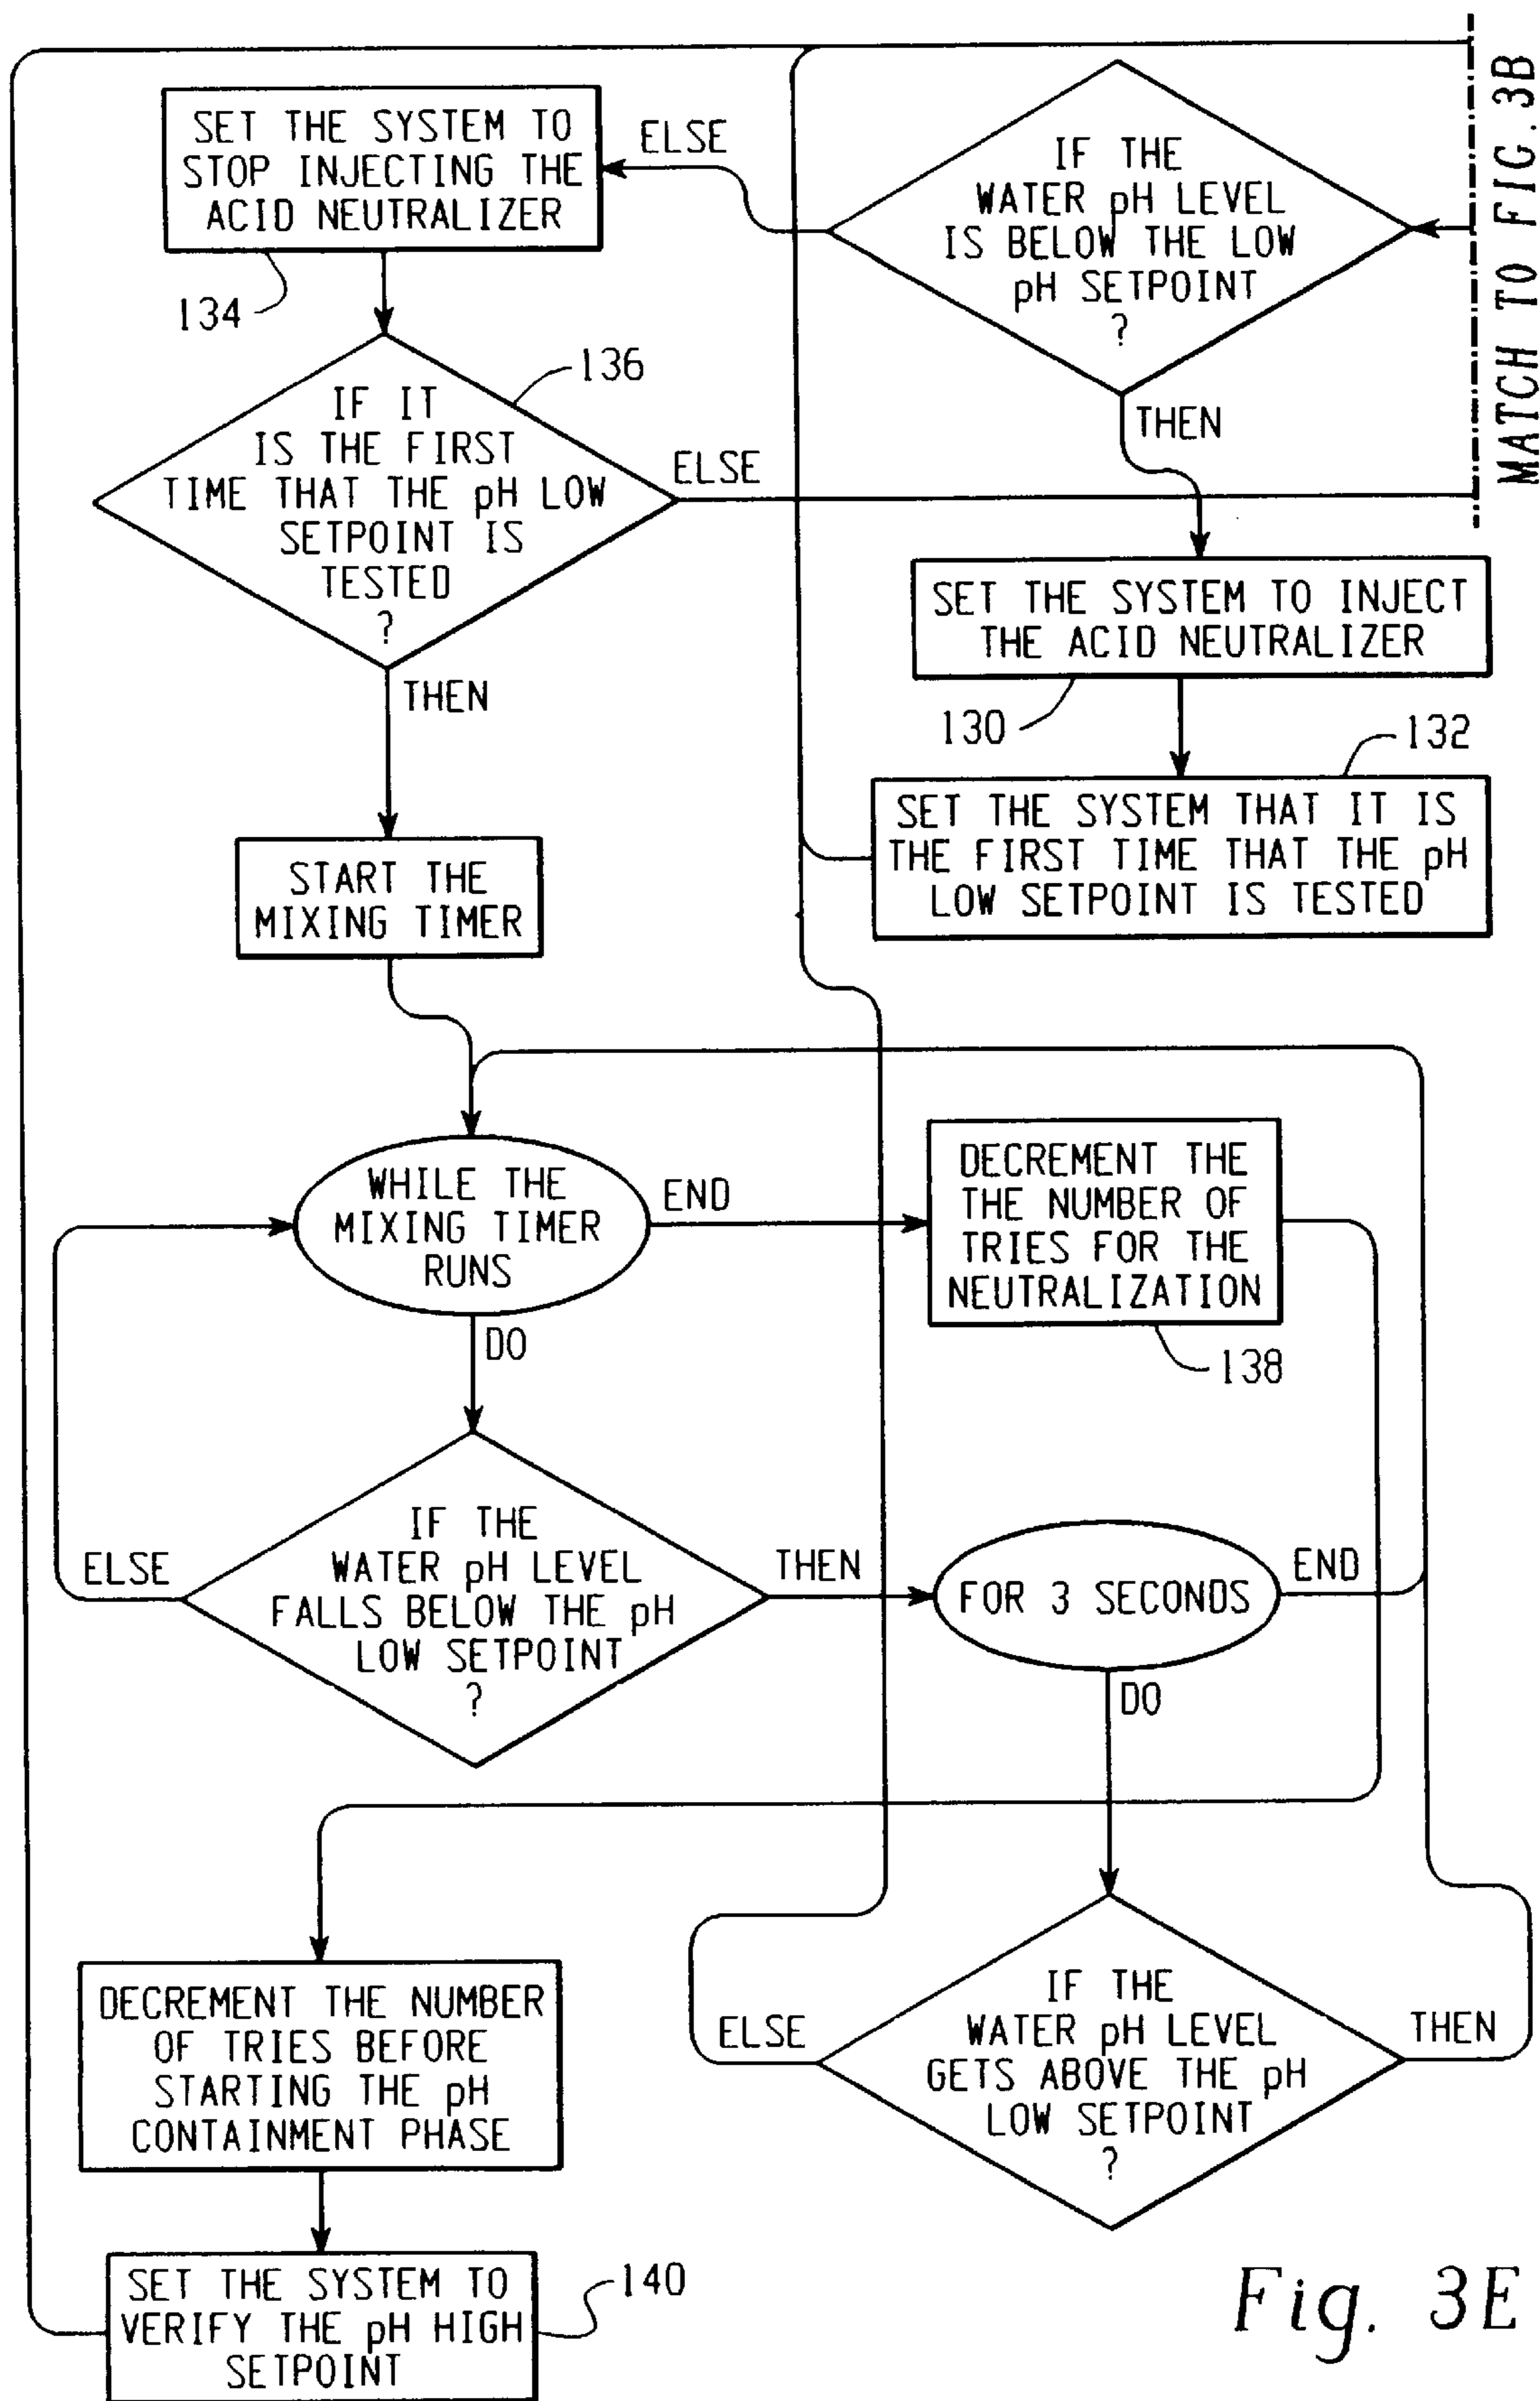 MATCH TO FIG. 3B
SET THE SYSTEM TO
STOP INJECTING THE
ACID NEUTRALIZER
134
ELSE
IF THE
WATER pH LEVEL
IS BELOW THE LOW
pH SETPOINT
?
THEN
136
IF IT
IS THE FIRST
TIME THAT THE pH LOW
SETPOINT IS
TESTED
?
ELSE
THEN
SET THE SYSTEM TO INJECT
THE ACID NEUTRALIZER
130
132
SET THE SYSTEM THAT IT IS
THE FIRST TIME THAT THE pH
LOW SETPOINT IS TESTED
START THE
MIXING TIMER
WHILE THE
MIXING TIMER
RUNS
END
DO
DECREMENT THE
THE NUMBER OF
TRIES FOR THE
NEUTRALIZATION
138
IF THE
WATER pH LEVEL
FALLS BELOW THE pH
LOW SETPOINT
?
ELSE
THEN
FOR 3 SECONDS
END
DO
IF THE
WATER pH LEVEL
GETS ABOVE THE pH
LOW SETPOINT
?
ELSE
THEN
DECREMENT THE NUMBER
OF TRIES BEFORE
STARTING THE pH
CONTAINMENT PHASE
SET THE SYSTEM TO
VERIFY THE pH HIGH
SETPOINT
140
Fig. 3E